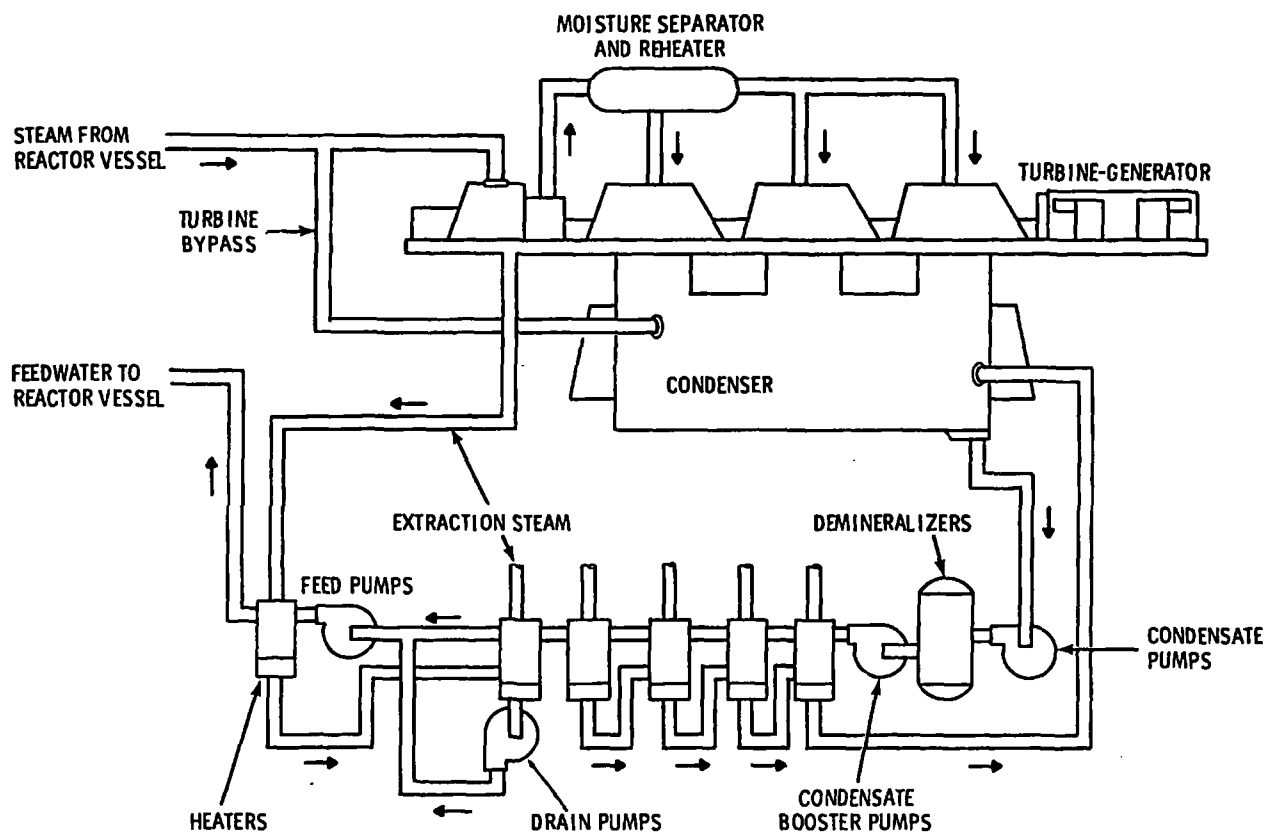 MOISTURE SEPARATOR
AND REHEATER
STEAM FROM
REACTOR VESSEL
TURBINE-GENERATOR
TURBINE
BYPASS
FEEDWATER TO
REACTOR VESSEL
CONDENSER
EXTRACTION STEAM
DEMINERALIZERS
FEED PUMPS
CONDENSATE
PUMPS
HEATERS
DRAIN PUMPS
CONDENSATE
BOOSTER PUMPS